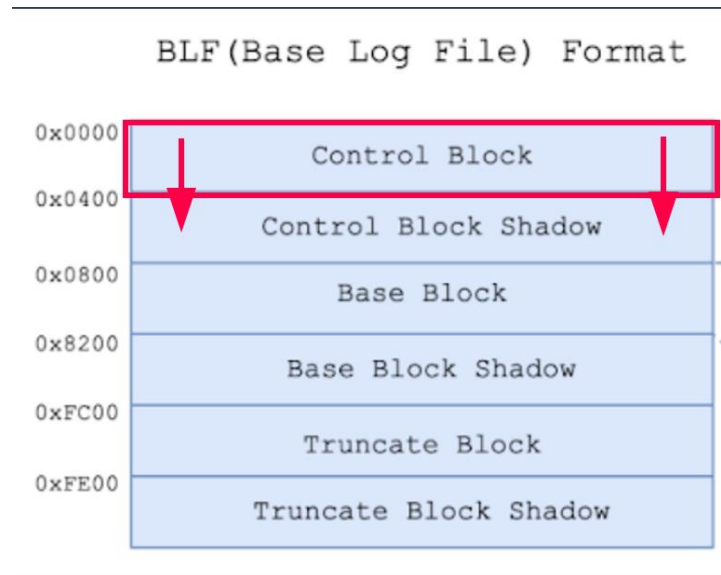 BLF(Base Log File) Format
0x0000
Control Block
0x0400
Control Block Shadow
0x0800
Base Block
0x8200
Base Block Shadow
0xFC00
Truncate Block
0xFE00
Truncate Block Shadow